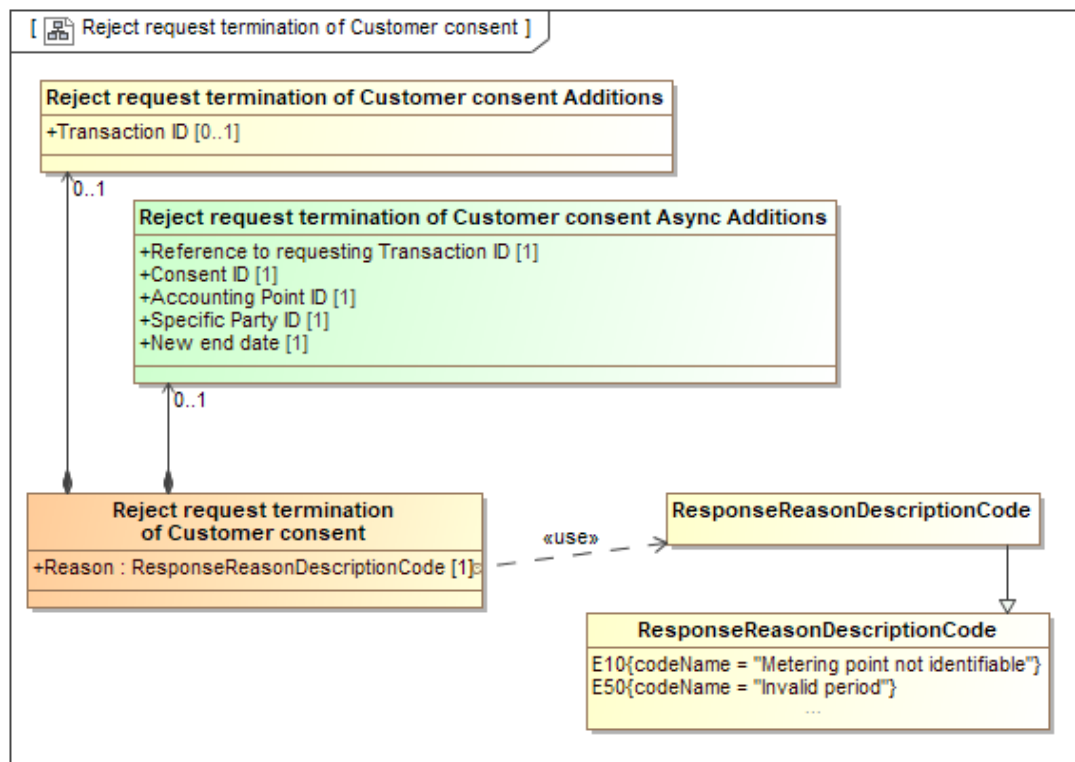 [ Reject request termination of Customer consent ]
Reject request termination of Customer consent Additions
+Transaction ID [0..1]
0..1
Reject request termination of Customer consent Async Additions
+Reference to requesting Transaction ID [1]
+Consent ID [1]
+Accounting Point ID [1]
+Specific Party ID [1]
+New end date [1]
0..1
Reject request termination
of Customer consent
+Reason : ResponseReasonDescriptionCode [1]
«use»
ResponseReasonDescriptionCode
ResponseReasonDescriptionCode
E10{codeName = "Metering point not identifiable"}
E50{codeName = "Invalid period"}
...